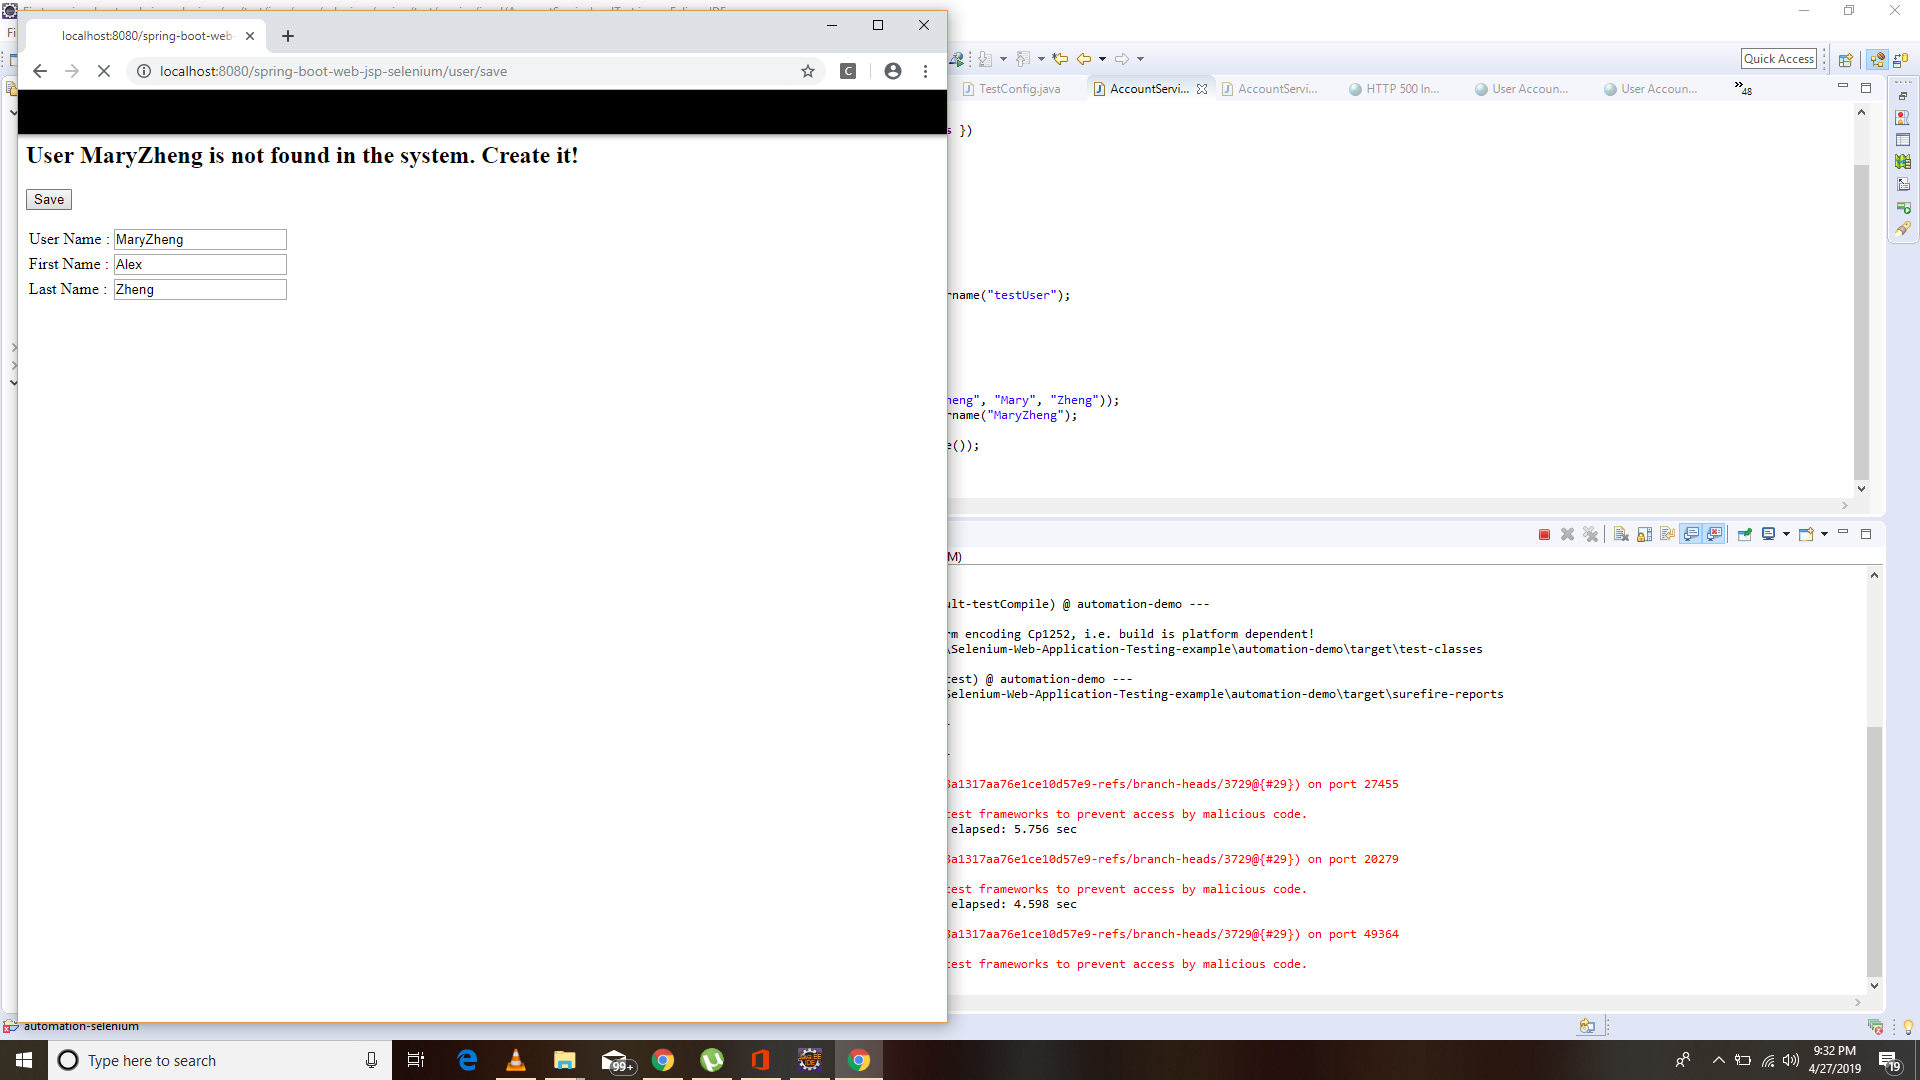 localhost:8080/spring-boot-web-
localhost:8080/spring-boot-web-jsp-selenium/user/save
User MaryZheng is not found in the system. Create it!
Save
User Name : MaryZheng
First Name : Alex
Last Name : Zheng
Quick Access
TestConfig.java
AccountServi...
AccountServi...
HTTP 500 In...
User Accoun...
User Accoun...
»48
s })
rname("testUser");
heng", "Mary", "Zheng"));
rname("MaryZheng");
e());
M)
ult-testCompile) @ automation-demo ---
rm encoding Cp1252, i.e. build is platform dependent!
\Selenium-Web-Application-Testing-example\automation-demo\target\test-classes
test) @ automation-demo ---
Selenium-Web-Application-Testing-example\automation-demo\target\surefire-reports
8a1317aa76e1ce10d57e9-refs/branch-heads/3729@{#29}) on port 27455
test frameworks to prevent access by malicious code.
elapsed: 5.756 sec
8a1317aa76e1ce10d57e9-refs/branch-heads/3729@{#29}) on port 20279
test frameworks to prevent access by malicious code.
elapsed: 4.598 sec
8a1317aa76e1ce10d57e9-refs/branch-heads/3729@{#29}) on port 49364
test frameworks to prevent access by malicious code.
automation-selenium
Type here to search
99+
9:32 PM
4/27/2019
19